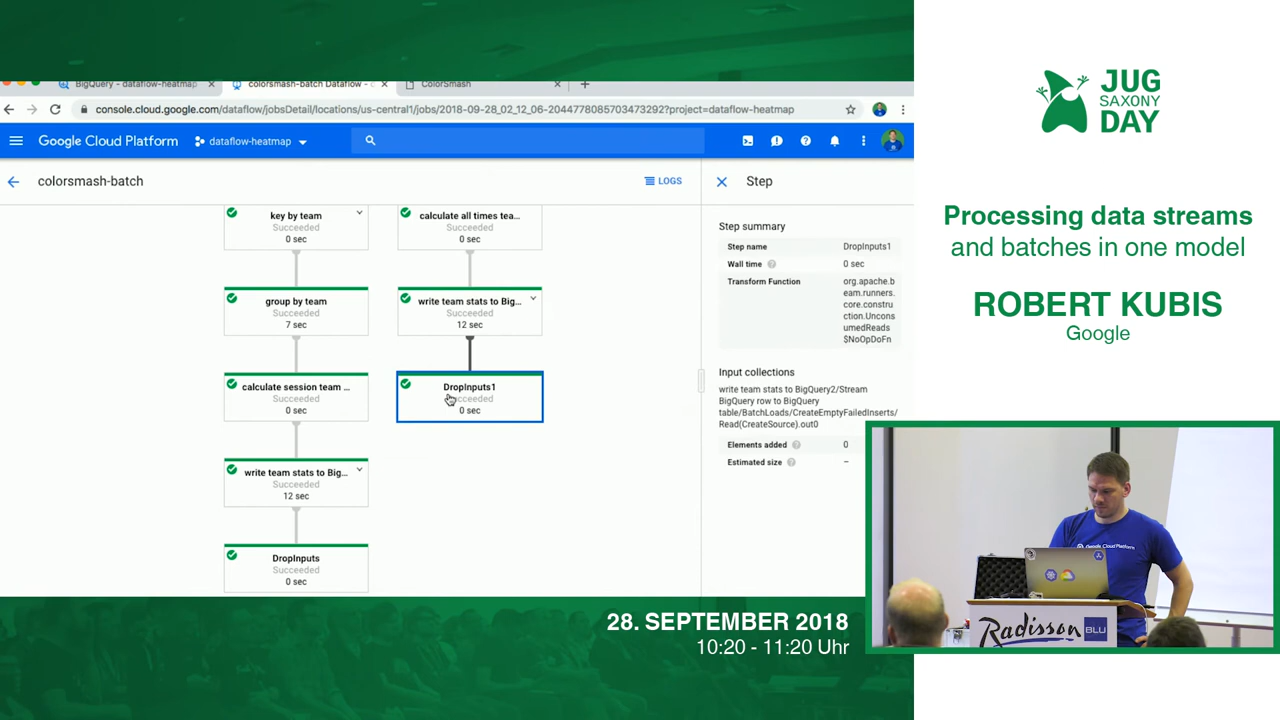 BigQuery - dataflow-heatmap
colorsmash-batch Dataflow - c
ColorSmash
console.cloud.google.com/dataflow/jobsDetail/locations/us-central1/jobs/2018-09-28_02_12_06-2044778085703473292?project=dataflow-heatmap
Google Cloud Platform
dataflow-heatmap
colorsmash-batch
LOGS
Step
key by team
Succeeded
0 sec
calculate all times tea...
Succeeded
0 sec
group by team
Succeeded
7 sec
write team stats to Big...
Succeeded
12 sec
calculate session team ...
Succeeded
0 sec
DropInputs1
cceeded
0 sec
write team stats to Big...
Succeeded
12 sec
DropInputs
Succeeded
0 sec
Step summary
Step name DropInputs1
Wall time 0 sec
Transform Function org.apache.b
eam.runners.
core.constru
ction.Uncons
umedReads
$NoOpDoFn
Input collections
write team stats to BigQuery2/Stream
BigQuery row to BigQuery
table/BatchLoads/CreateEmptyFailedInserts/
Read(CreateSource).out0
Elements added 0
Estimated size –
JUG
SAXONY
DAY
Processing data streams
and batches in one model
ROBERT KUBIS
Google
28. SEPTEMBER 2018
10:20 - 11:20 Uhr
Google Cloud Platform
Radisson
BLU